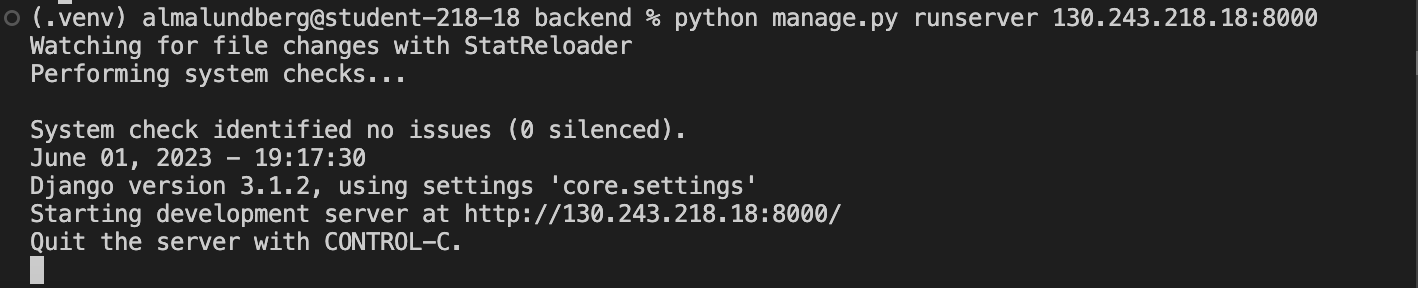 (.venv) almalundberg@student-218-18 backend % python manage.py runserver 130.243.218.18:8000
Watching for file changes with StatReloader
Performing system checks...
System check identified no issues (0 silenced).
June 01, 2023 - 19:17:30
Django version 3.1.2, using settings 'core.settings'
Starting development server at http://130.243.218.18:8000/
Quit the server with CONTROL-C.